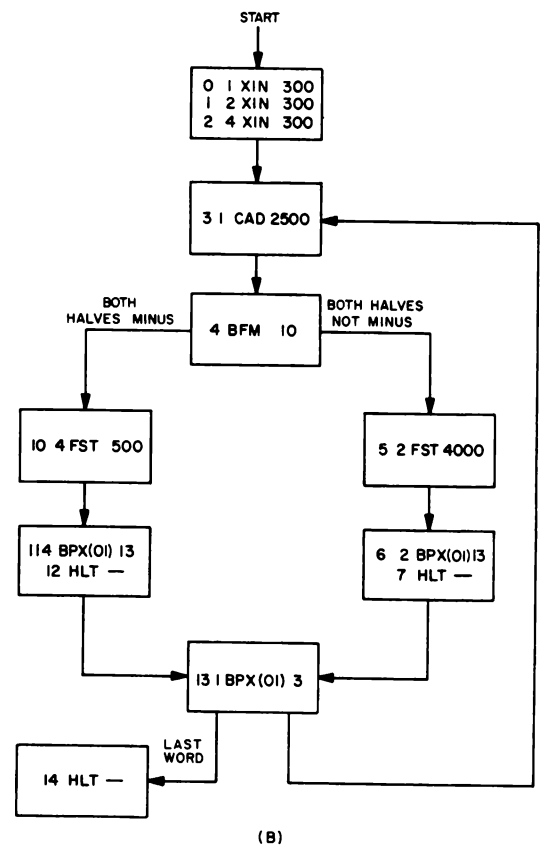 START
0 1 XIN 300
1 2 XIN 300
2 4 XIN 300
3 1 CAD 2500
BOTH
HALVES MINUS
BOTH HALVES
NOT MINUS
4 BFM 10
10 4 FST 500
5 2 FST 4000
11 4 BPX(01) 13
12 HLT —
6 2 BPX(01)13
7 HLT —
13 1 BPX (01) 3
LAST
WORD
14 HLT —
(B)